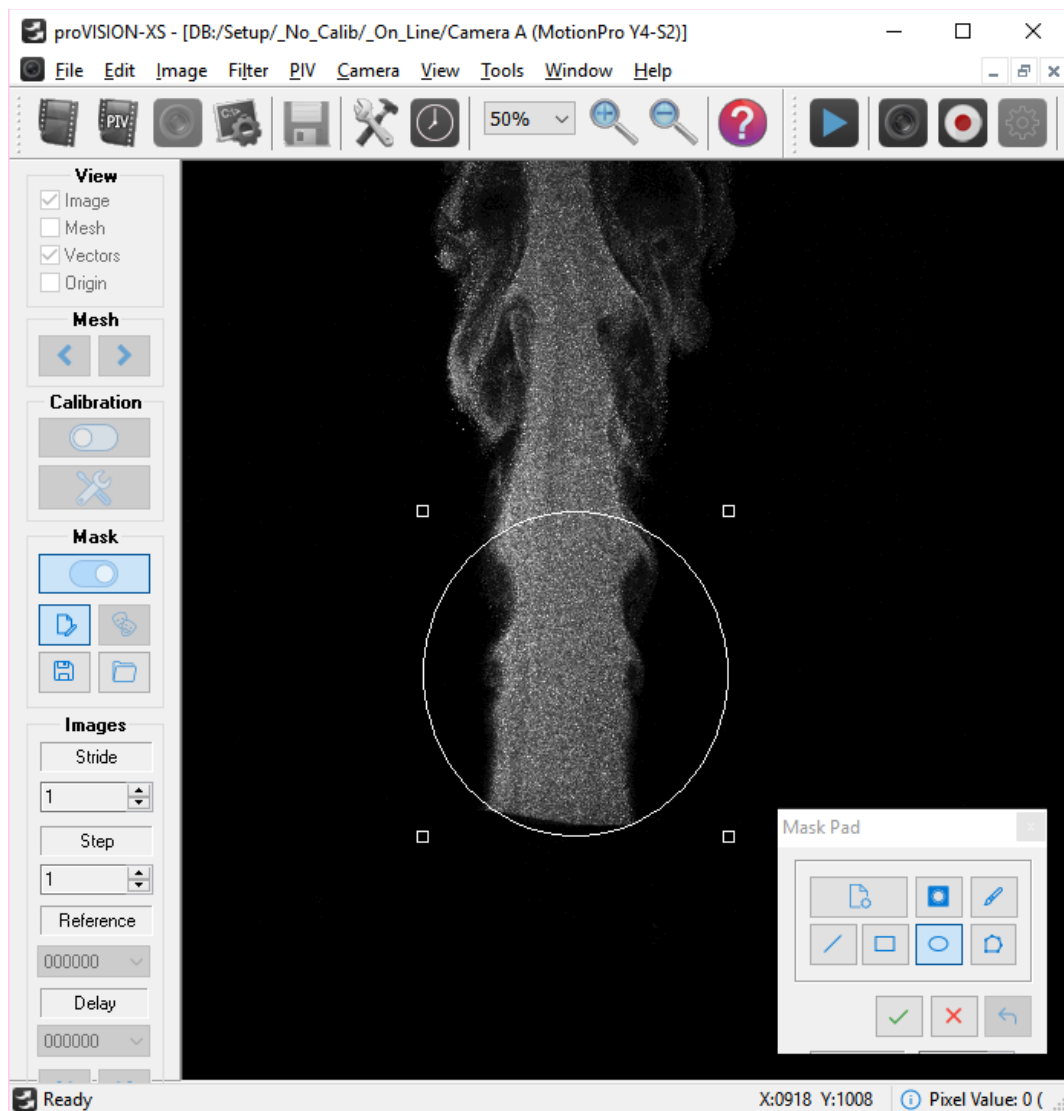 proVISION-XS - [DB:/Setup/_No_Calib/_On_Line/Camera A (MotionPro Y4-S2)]
File Edit Image Filter PIV Camera View Tools Window Help
PIV 50% ?
View
Image
Mesh
Vectors
Origin
Mesh
Calibration
Mask
Images
Stride
1
Step
1
Reference
000000
Delay
000000
Mask Pad
Ready X:0918 Y:1008 Pixel Value: 0 (